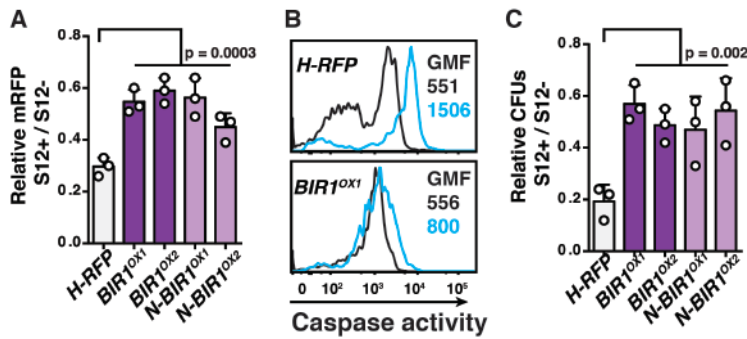 A
Relative mRFP
S12+ / S12-
0.8
0.6
0.4
0.2
0.0
p = 0.0003
H-RFP
BIR1OX1
BIR1OX2
N-BIR1OX1
N-BIR1OX2
B
H-RFP
GMF
551
1506
BIR1OX1
GMF
556
800
0 10² 10³ 10⁴ 10⁵
Caspase activity
C
Relative CFUs
S12+ / S12-
0.8
0.6
0.4
0.2
0.0
p = 0.002
H-RFP
BIR1OX1
BIR1OX2
N-BIR1OX1
N-BIR1OX2